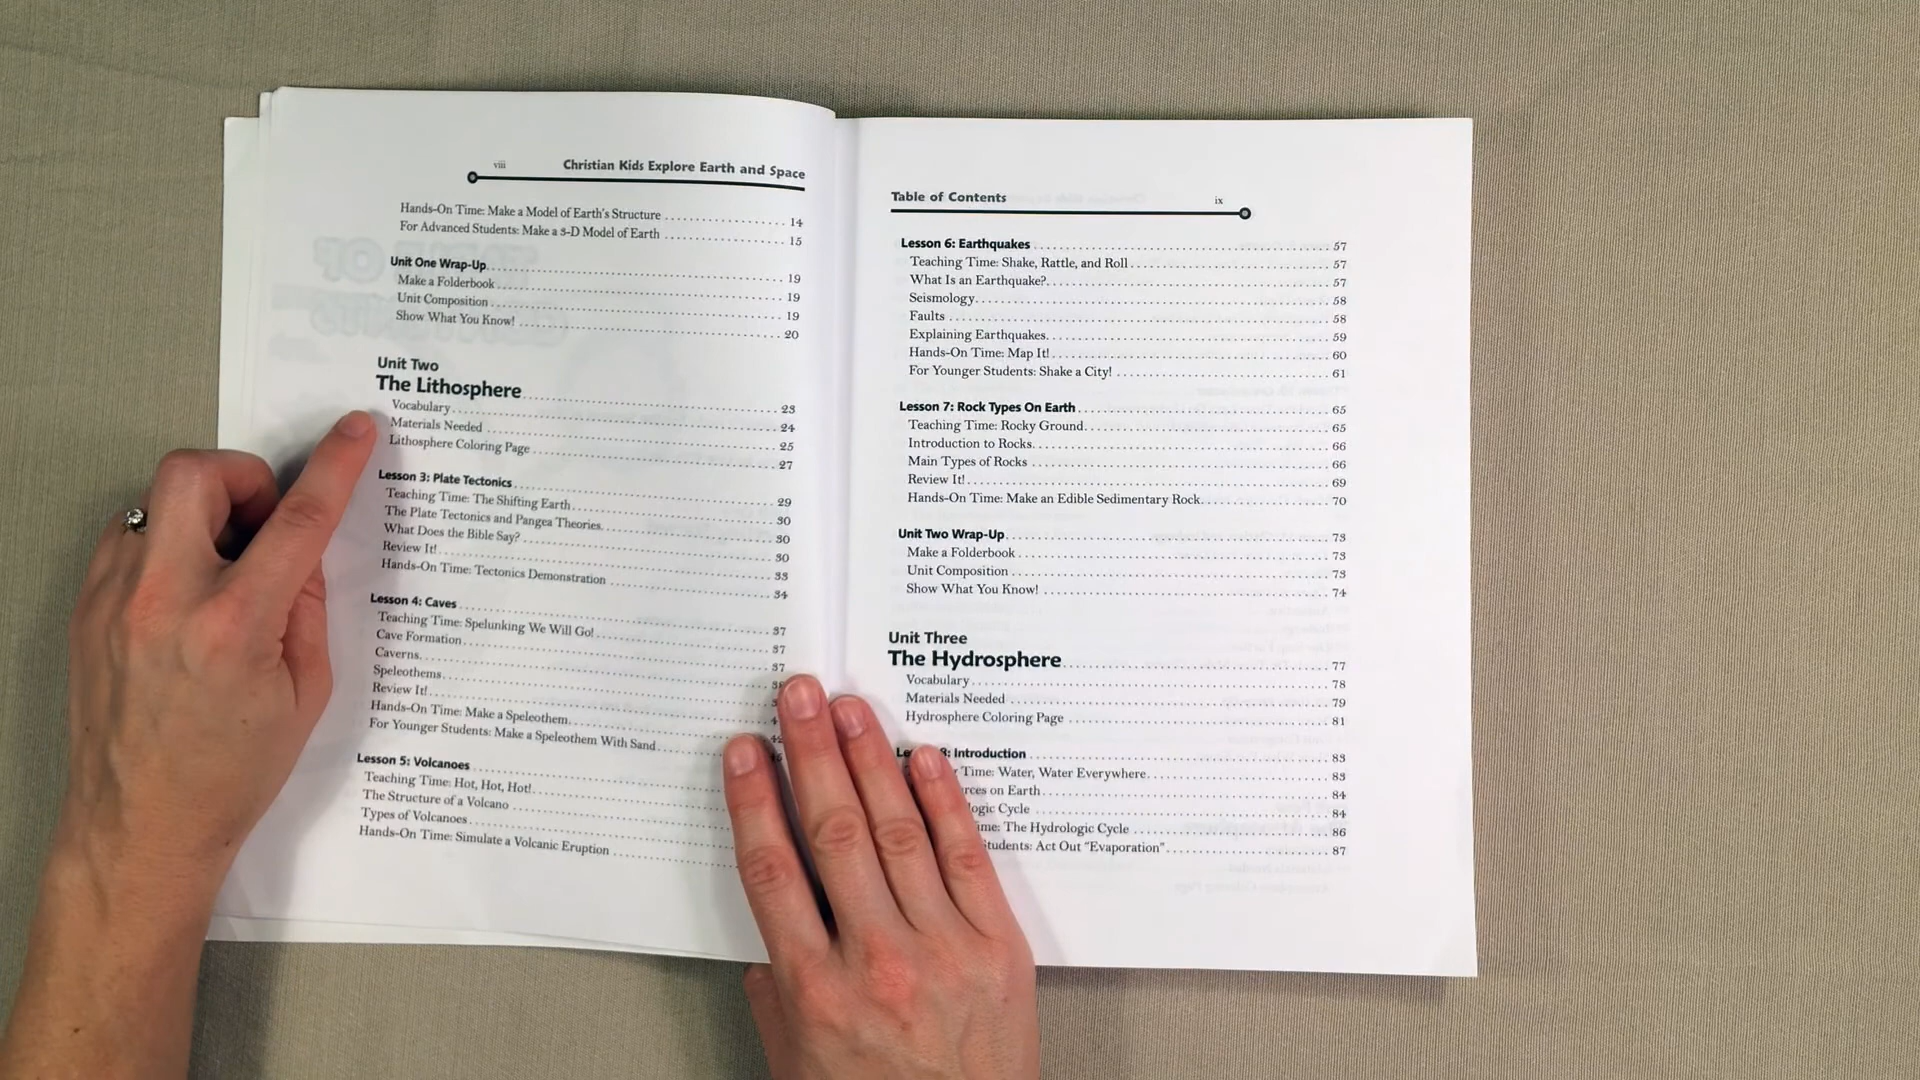 viii Christian Kids Explore Earth and Space
Hands-On Time: Make a Model of Earth's Structure 14
For Advanced Students: Make a 3-D Model of Earth 15
Unit One Wrap-Up 19
Make a Folderbook 19
Unit Composition 19
Show What You Know! 20
Unit Two
The Lithosphere 23
Vocabulary 24
Materials Needed 25
Lithosphere Coloring Page 27
Lesson 3: Plate Tectonics 29
Teaching Time: The Shifting Earth 30
The Plate Tectonics and Pangea Theories 30
What Does the Bible Say? 30
Review It! 33
Hands-On Time: Tectonics Demonstration 34
Lesson 4: Caves 37
Teaching Time: Spelunking We Will Go! 37
Cave Formation 37
Caverns
Speleothems
Review It!
Hands-On Time: Make a Speleothem
For Younger Students: Make a Speleothem With Sand
Lesson 5: Volcanoes
Teaching Time: Hot, Hot, Hot!
The Structure of a Volcano
Types of Volcanoes
Hands-On Time: Simulate a Volcanic Eruption
Table of Contents ix
Lesson 6: Earthquakes 57
Teaching Time: Shake, Rattle, and Roll 57
What Is an Earthquake? 57
Seismology 58
Faults 58
Explaining Earthquakes 59
Hands-On Time: Map It! 60
For Younger Students: Shake a City! 61
Lesson 7: Rock Types On Earth 65
Teaching Time: Rocky Ground 65
Introduction to Rocks 66
Main Types of Rocks 66
Review It! 69
Hands-On Time: Make an Edible Sedimentary Rock 70
Unit Two Wrap-Up 73
Make a Folderbook 73
Unit Composition 73
Show What You Know! 74
Unit Three
The Hydrosphere 77
Vocabulary 78
Materials Needed 79
Hydrosphere Coloring Page 81
8: Introduction 83
Time: Water, Water Everywhere 83
on Earth 84
Cycle 84
The Hydrologic Cycle 86
Students: Act Out "Evaporation" 87